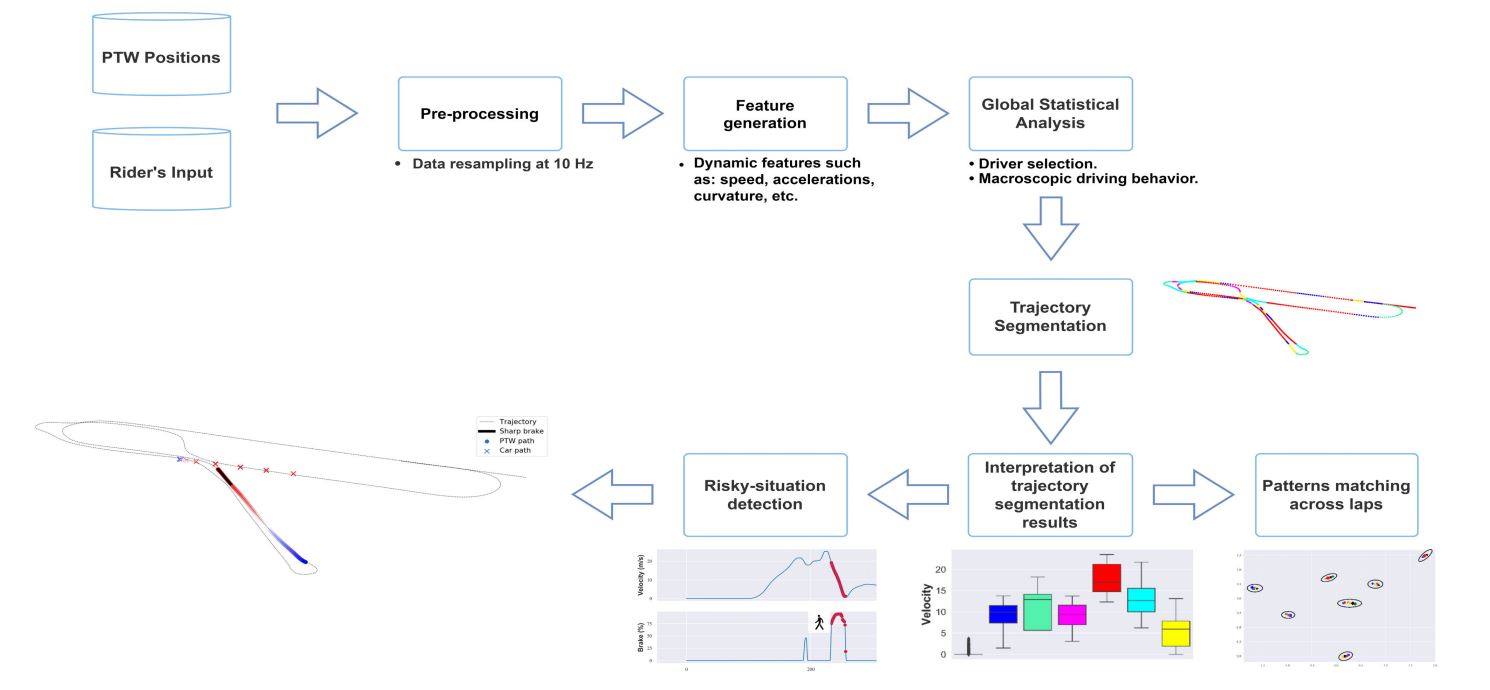 PTW Positions
Rider's Input
Pre-processing
• Data resampling at 10 Hz
Feature
generation
• Dynamic features such
as: speed, accelerations,
curvature, etc.
Global Statistical
Analysis
• Driver selection.
• Macroscopic driving behavior.
Trajectory
Segmentation
Interpretation of
trajectory
segmentation
results
Patterns matching
across laps
Risky-situation
detection
Trajectory
Sharp brake
PTW path
Car path
Velocity (m/s)
20
10
0
Brake (%)
75
50
25
0
0
200
Velocity
20
15
10
5
0